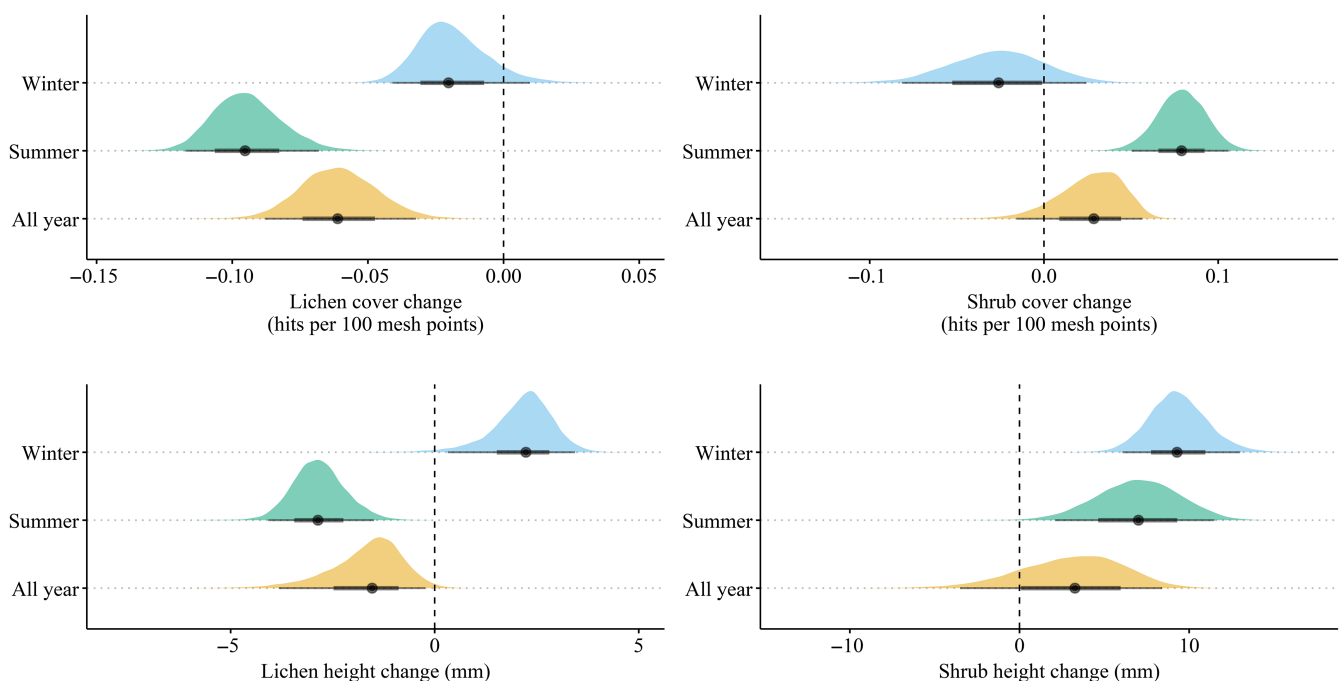 Winter
Summer
All year
−0.15 −0.10 −0.05 0.00 0.05
Lichen cover change
(hits per 100 mesh points)
Winter
Summer
All year
−0.1 0.0 0.1
Shrub cover change
(hits per 100 mesh points)
Winter
Summer
All year
-5 0 5
Lichen height change (mm)
Winter
Summer
All year
-10 0 10
Shrub height change (mm)